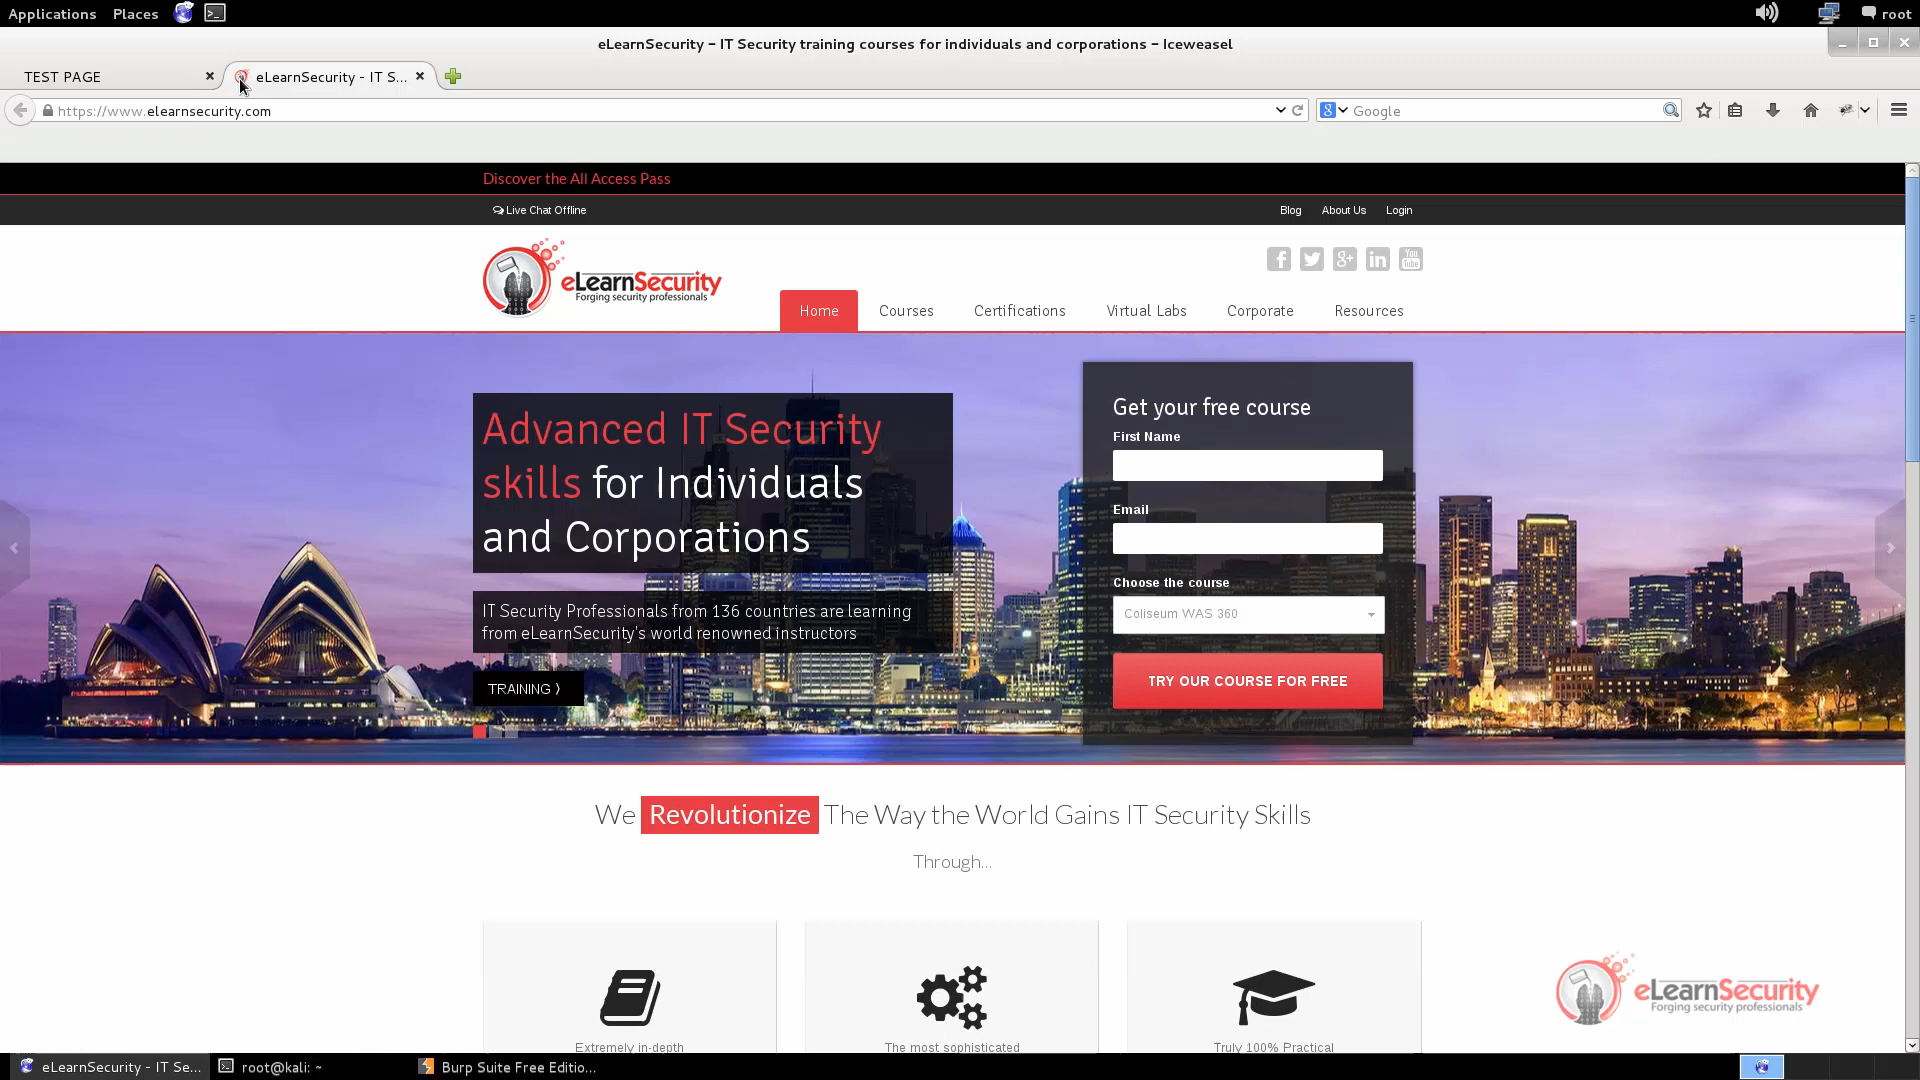 Applications Places root
eLearnSecurity - IT Security training courses for individuals and corporations - Iceweasel
TEST PAGE
eLearnSecurity - IT S...
https://www.elearnsecurity.com
Google
Discover the All Access Pass
Live Chat Offline
Blog About Us Login
eLearnSecurity
Forging security professionals
Home Courses Certifications Virtual Labs Corporate Resources
Advanced IT Security
skills for Individuals
and Corporations
IT Security Professionals from 136 countries are learning
from eLearnSecurity's world renowned instructors
TRAINING ⟩
Get your free course
First Name
Email
Choose the course
Coliseum WAS 360
TRY OUR COURSE FOR FREE
We Revolutionize The Way the World Gains IT Security Skills
Through...
Extremely in-depth
The most sophisticated
Truly 100% Practical
eLearnSecurity
Forging security professionals
eLearnSecurity - IT Se...
root@kali: ~
Burp Suite Free Editio...